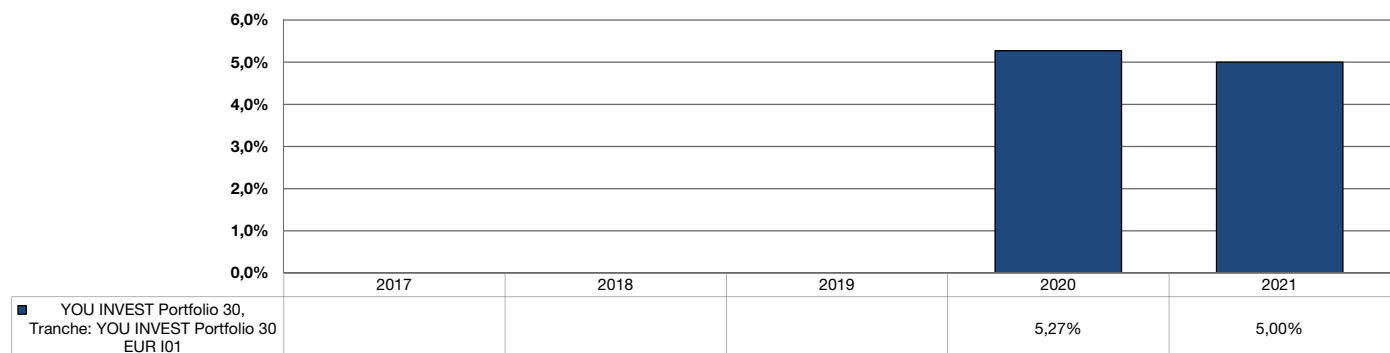 6,0%
5,0%
4,0%
3,0%
2,0%
1,0%
0,0%
2017 2018 2019 2020 2021
YOU INVEST Portfolio 30,
Tranche: YOU INVEST Portfolio 30
EUR I01
5,27% 5,00%